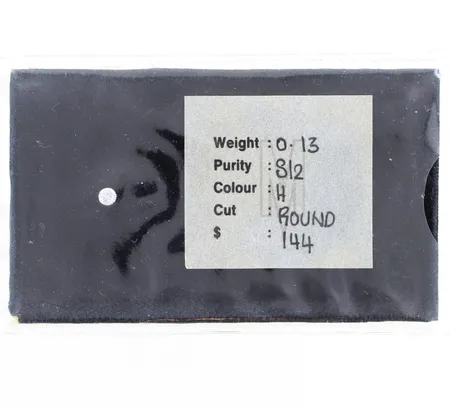 Weight : 0.13
Purity : SI2
Colour : H
Cut : ROUND
$ : 144